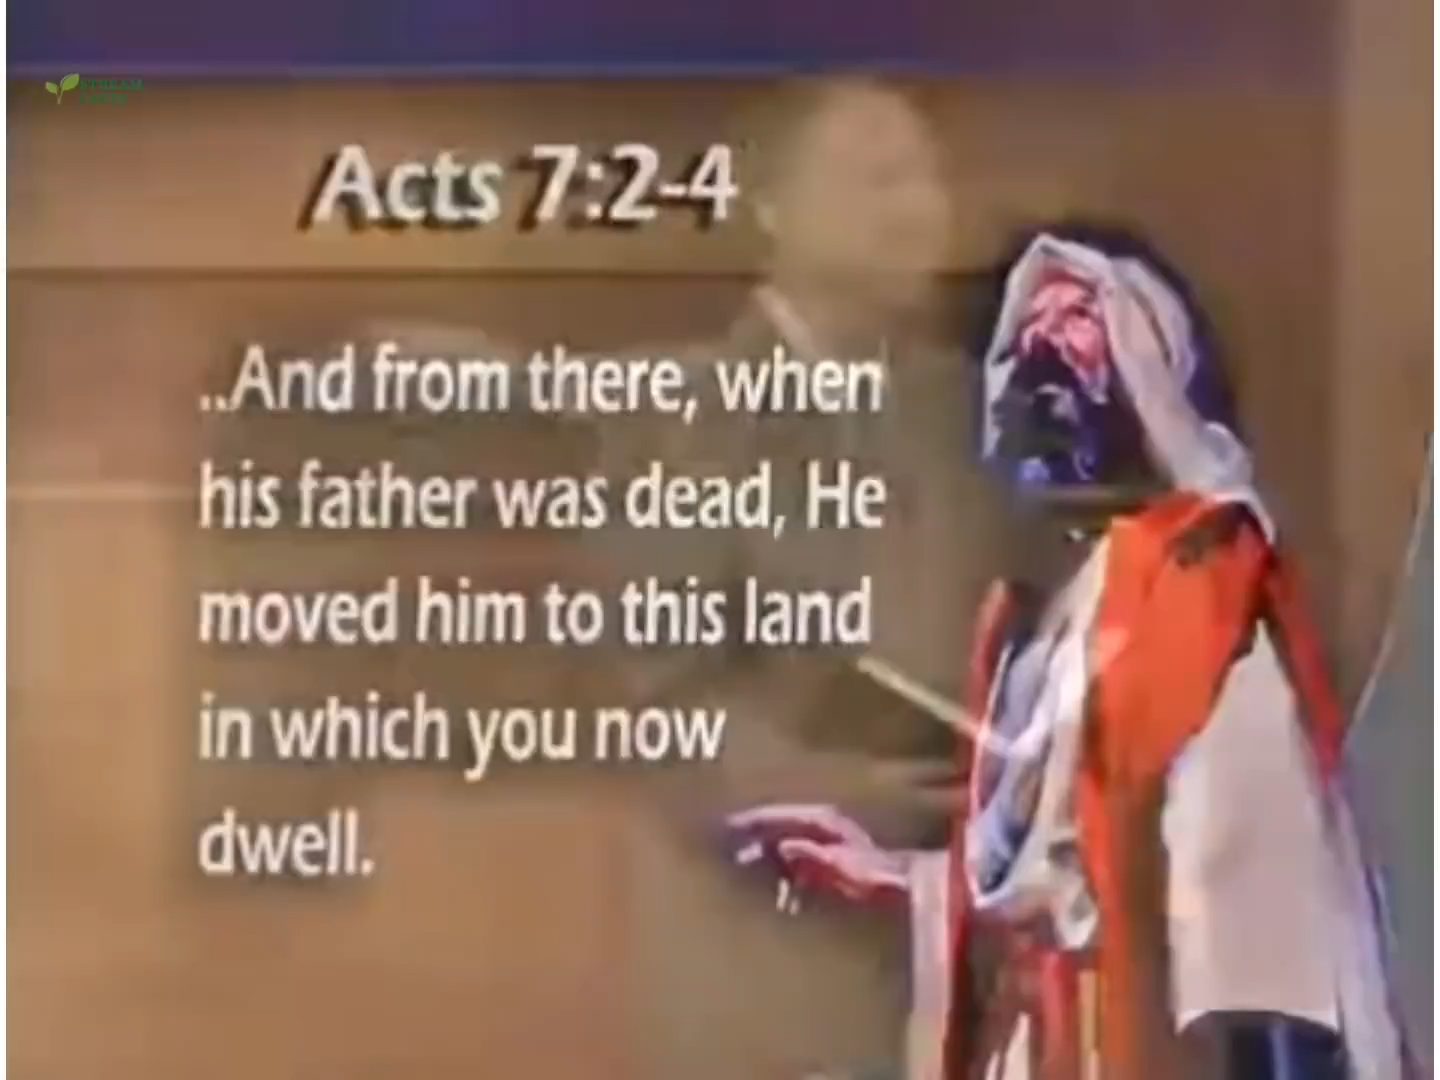 STREAM
Acts 7:2-4
..And from there, when
his father was dead, He
moved him to this land
in which you now
dwell.